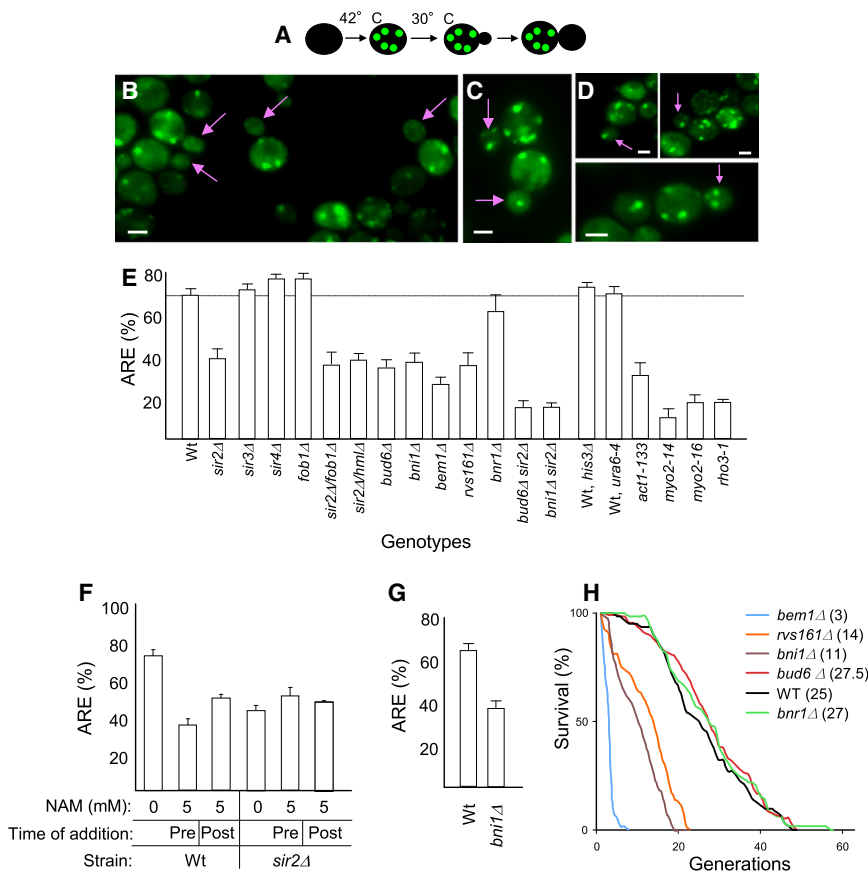 A
42° C
30° C
B
C
D
E
ARE (%)
80
60
40
20
Wt
sir2Δ
sir3Δ
sir4Δ
fob1Δ
sir2Δ/fob1Δ
sir2Δ/hmlΔ
bud6Δ
bni1Δ
bem1Δ
rvs161Δ
bnr1Δ
bud6Δ sir2Δ
bni1Δ sir2Δ
Wt, his3Δ
Wt, ura6-4
act1-133
myo2-14
myo2-16
rho3-1
Genotypes
F
ARE (%)
100
80
60
40
20
NAM (mM): 0 5 5 0 5 5
Time of addition: Pre Post Pre Post
Strain: Wt sir2Δ
G
ARE (%)
80
60
40
20
Wt
bni1Δ
H
Survival (%)
100
50
0
0 20 40 60
Generations
bem1Δ (3)
rvs161Δ (14)
bni1Δ (11)
bud6 Δ (27.5)
WT (25)
bnr1Δ (27)